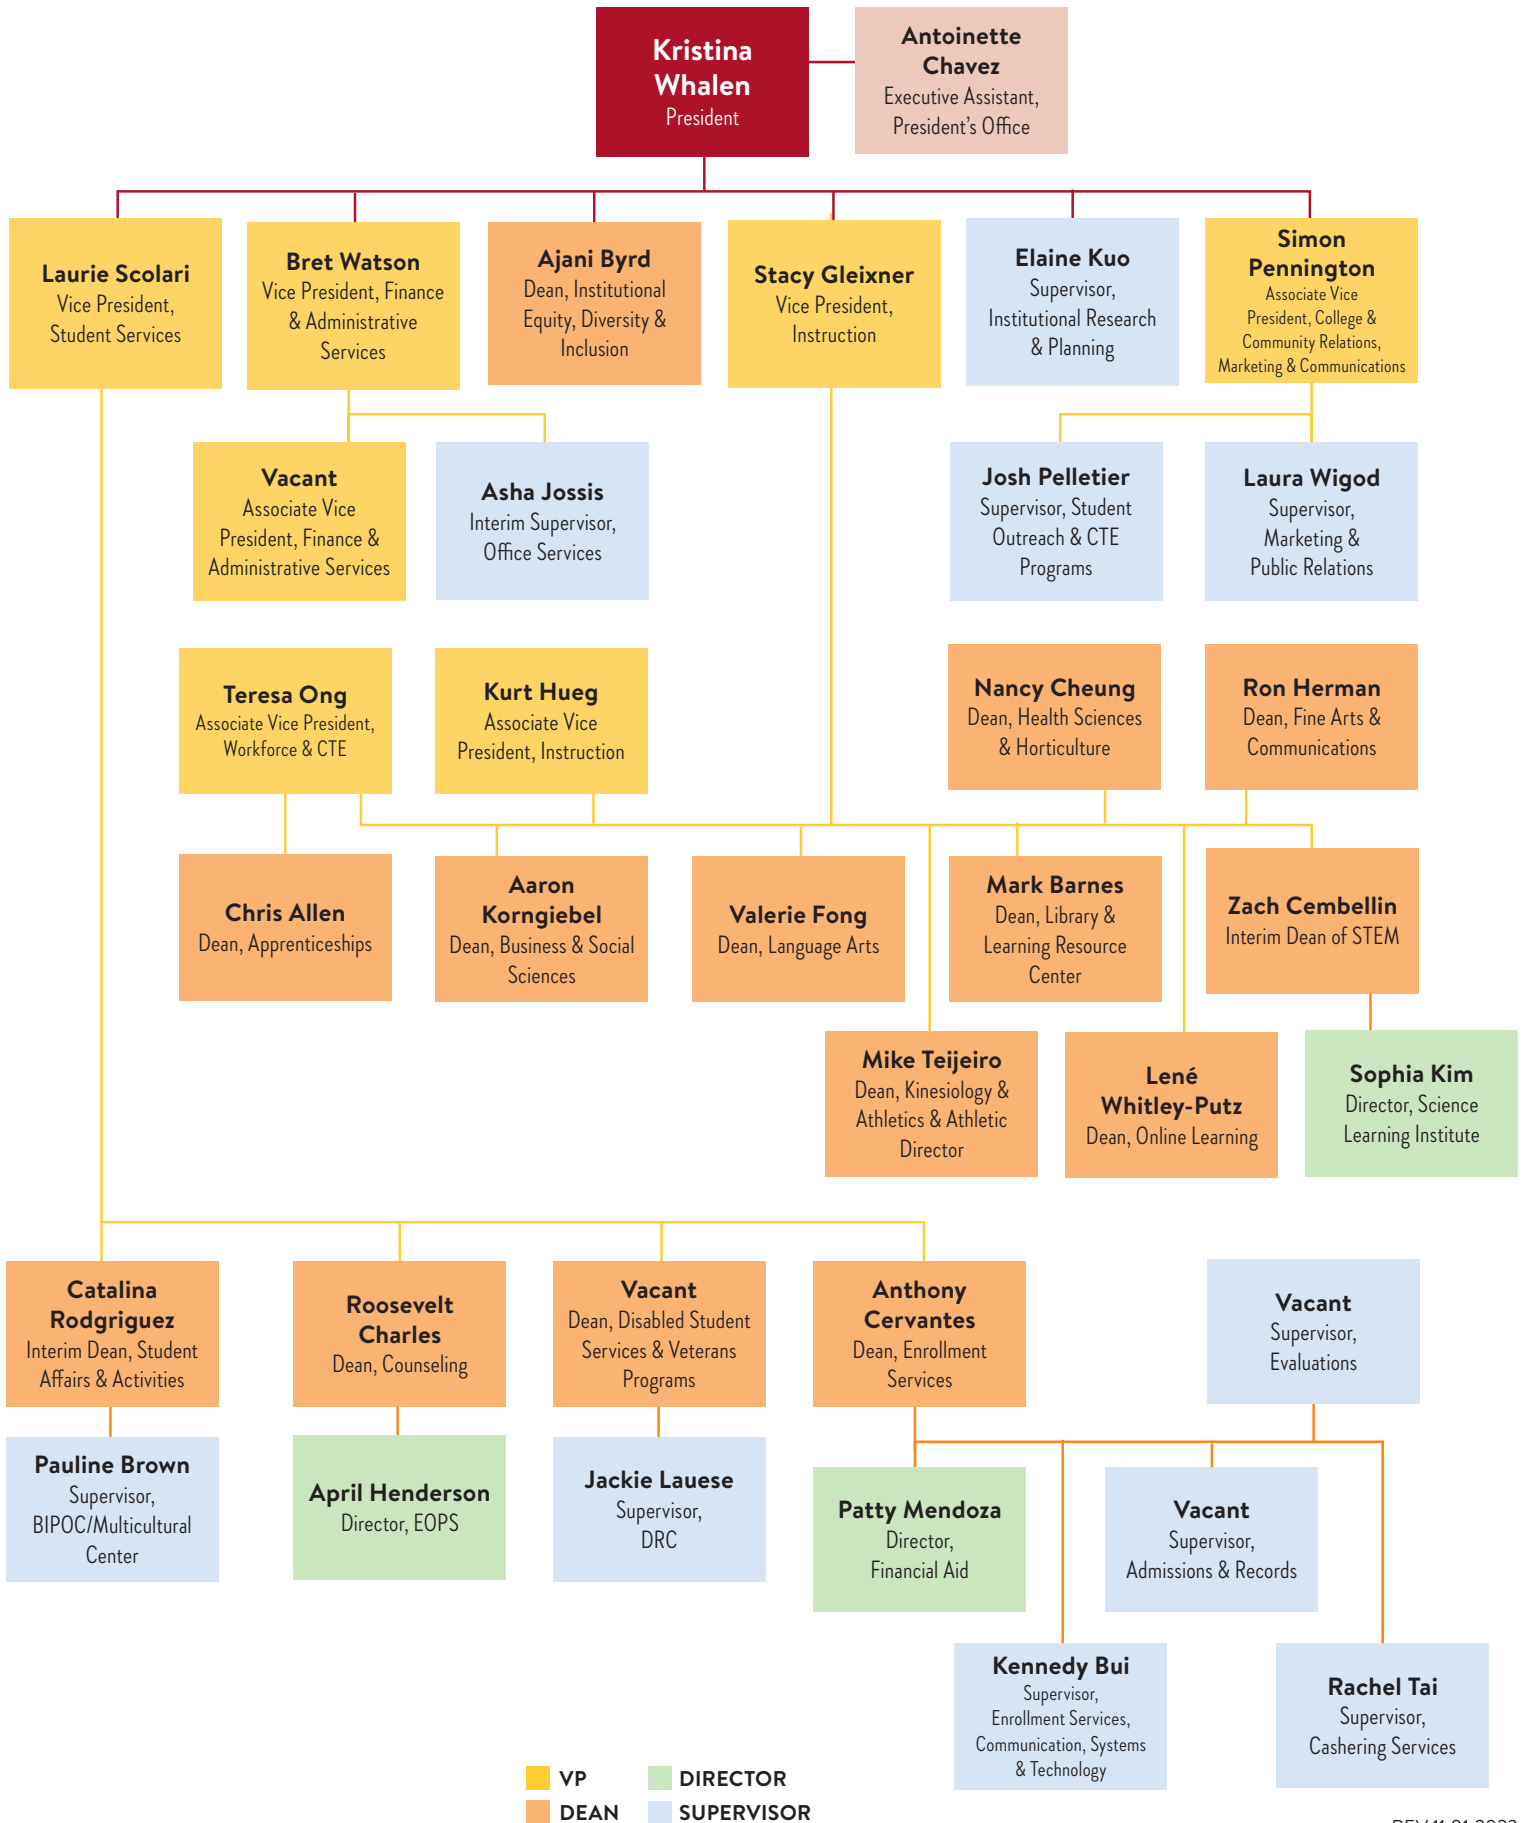 Kristina
Whalen
President
Antoinette
Chavez
Executive Assistant,
President's Office
Laurie Scolari
Vice President,
Student Services
Bret Watson
Vice President, Finance
& Administrative
Services
Ajani Byrd
Dean, Institutional
Equity, Diversity &
Inclusion
Stacy Gleixner
Vice President,
Instruction
Elaine Kuo
Supervisor,
Institutional Research
& Planning
Simon
Pennington
Associate Vice
President, College &
Community Relations,
Marketing & Communications
Vacant
Associate Vice
President, Finance &
Administrative Services
Asha Jossis
Interim Supervisor,
Office Services
Josh Pelletier
Supervisor, Student
Outreach & CTE
Programs
Laura Wigod
Supervisor,
Marketing &
Public Relations
Teresa Ong
Associate Vice President,
Workforce & CTE
Kurt Hueg
Associate Vice
President, Instruction
Nancy Cheung
Dean, Health Sciences
& Horticulture
Ron Herman
Dean, Fine Arts &
Communications
Chris Allen
Dean, Apprenticeships
Aaron
Korngiebel
Dean, Business & Social
Sciences
Valerie Fong
Dean, Language Arts
Mark Barnes
Dean, Library &
Learning Resource
Center
Zach Cembellin
Interim Dean of STEM
Mike Teijeiro
Dean, Kinesiology &
Athletics & Athletic
Director
Lené
Whitley-Putz
Dean, Online Learning
Sophia Kim
Director, Science
Learning Institute
Catalina
Rodgriguez
Interim Dean, Student
Affairs & Activities
Roosevelt
Charles
Dean, Counseling
Vacant
Dean, Disabled Student
Services & Veterans
Programs
Anthony
Cervantes
Dean, Enrollment
Services
Vacant
Supervisor,
Evaluations
Pauline Brown
Supervisor,
BIPOC/Multicultural
Center
April Henderson
Director, EOPS
Jackie Lauese
Supervisor,
DRC
Patty Mendoza
Director,
Financial Aid
Vacant
Supervisor,
Admissions & Records
Kennedy Bui
Supervisor,
Enrollment Services,
Communication, Systems
& Technology
Rachel Tai
Supervisor,
Cashering Services
VP
DIRECTOR
DEAN
SUPERVISOR